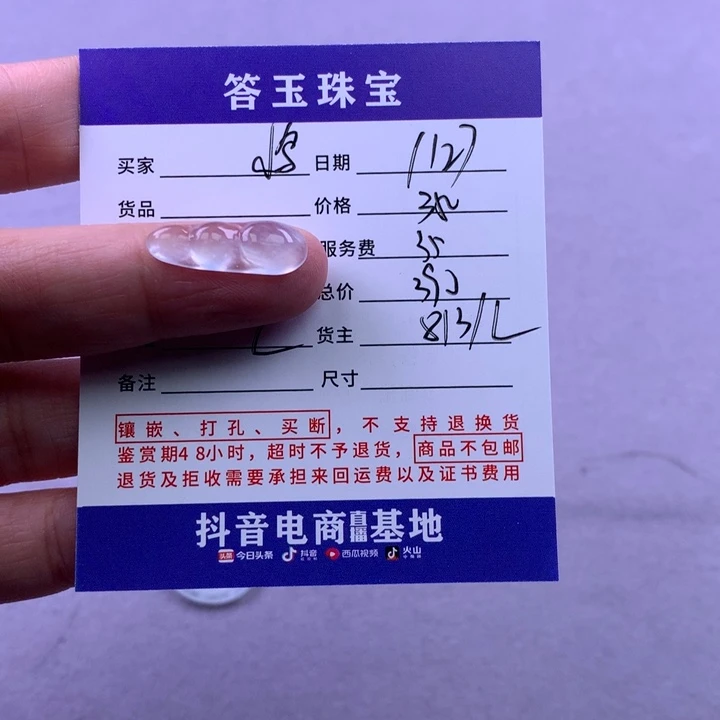 答玉珠宝
买家 日期
货品 价格
服务费 35
总价
货主 813/L
备注 尺寸
镶嵌、打孔、买断，不支持退换货
鉴赏期48小时，超时不予退货，商品不包邮
退货及拒收需要承担来回运费以及证书费用
抖音电商直播基地
头条 今日头条 抖音 西瓜视频 火山